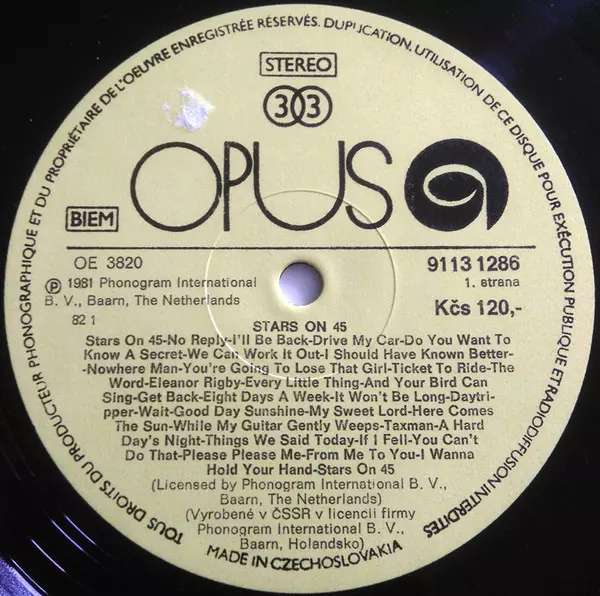 TOUS DROITS DU PRODUCTEUR PHONOGRAPHIQUE ET DU PROPRIÉTAIRE DE L'OEUVRE ENREGISTRÉE RÉSERVÉS. DUPLICATION, UTILISATION DE CE DISQUE POUR EXÉCUTION PUBLIQUE ET RADIODIFFUSION INTERDITES
STEREO
33
OPUS
BIEM
OE 3820
9113 1286
Ⓟ 1981 Phonogram International
1. strana
B. V., Baarn, The Netherlands
Kčs 120,-
82 1
STARS ON 45
Stars On 45-No Reply-I'll Be Back-Drive My Car-Do You Want To
Know A Secret-We Can Work It Out-I Should Have Known Better-
-Nowhere Man-You're Going To Lose That Girl-Ticket To Ride-The
Word-Eleanor Rigby-Every Little Thing-And Your Bird Can
Sing-Get Back-Eight Days A Week-It Won't Be Long-Daytri-
pper-Wait-Good Day Sunshine-My Sweet Lord-Here Comes
The Sun-While My Guitar Gently Weeps-Taxman-A Hard
Day's Night-Things We Said Today-If I Fell-You Can't
Do That-Please Please Me-From Me To You-I Wanna
Hold Your Hand-Stars On 45
(Licensed by Phonogram International B. V.,
Baarn, The Netherlands)
(Vyrobené v ČSSR v licencii firmy
Phonogram International B. V.,
Baarn, Holandsko)
MADE IN CZECHOSLOVAKIA